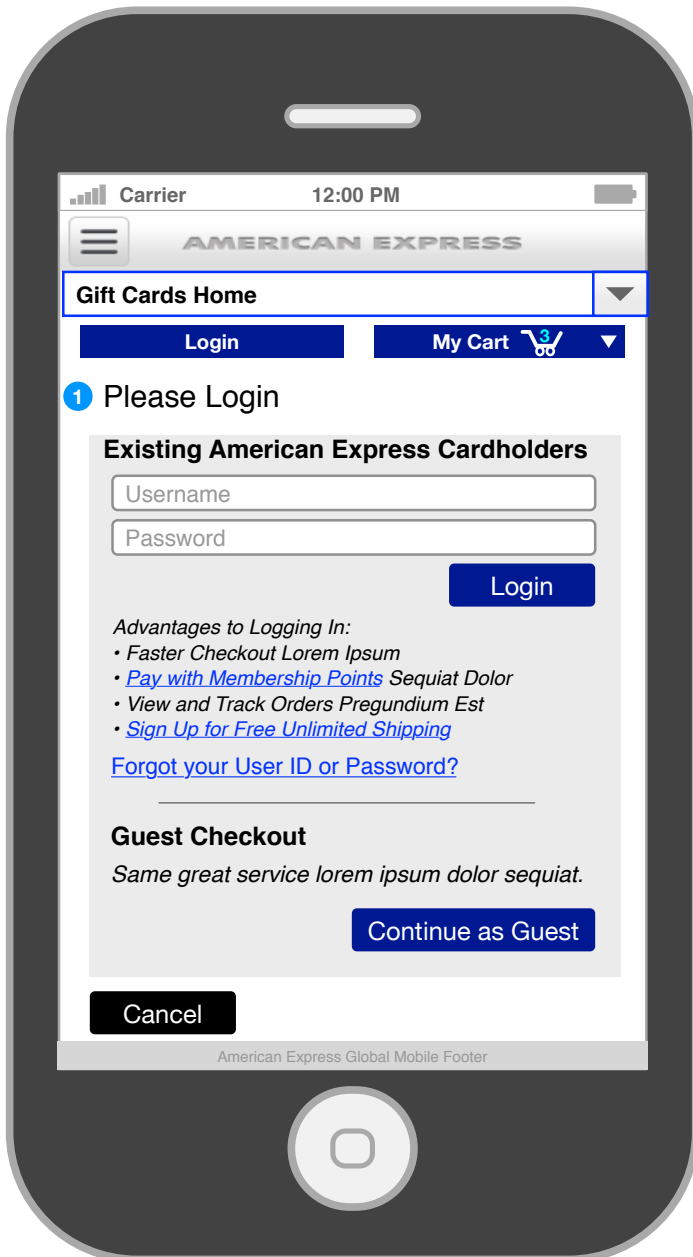 Carrier 12:00 PM
AMERICAN EXPRESS
Gift Cards Home
Login My Cart 3
1 Please Login
Existing American Express Cardholders
Username
Password
Login
Advantages to Logging In:
• Faster Checkout Lorem Ipsum
• Pay with Membership Points Sequiat Dolor
• View and Track Orders Pregundium Est
• Sign Up for Free Unlimited Shipping
Forgot your User ID or Password?
Guest Checkout
Same great service lorem ipsum dolor sequiat.
Continue as Guest
Cancel
American Express Global Mobile Footer